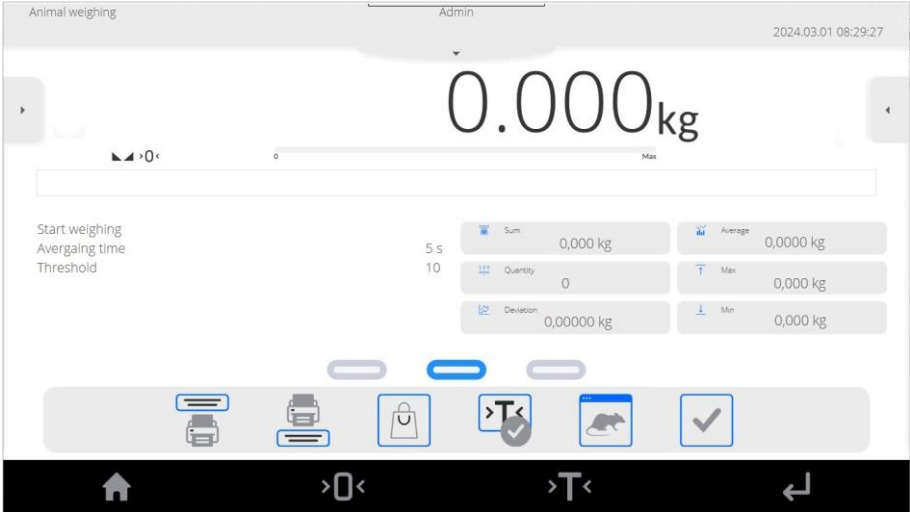 Animal weighing
Admin
2024.03.01 08:29:27
0.000kg
>0<
0
Max
Start weighing
Avergaing time 5 s
Threshold 10
Sum
0,000 kg
Average
0,0000 kg
Quantity
0
Max
0,000 kg
Deviation
0,00000 kg
Min
0,000 kg
>T<
>0<
>T<